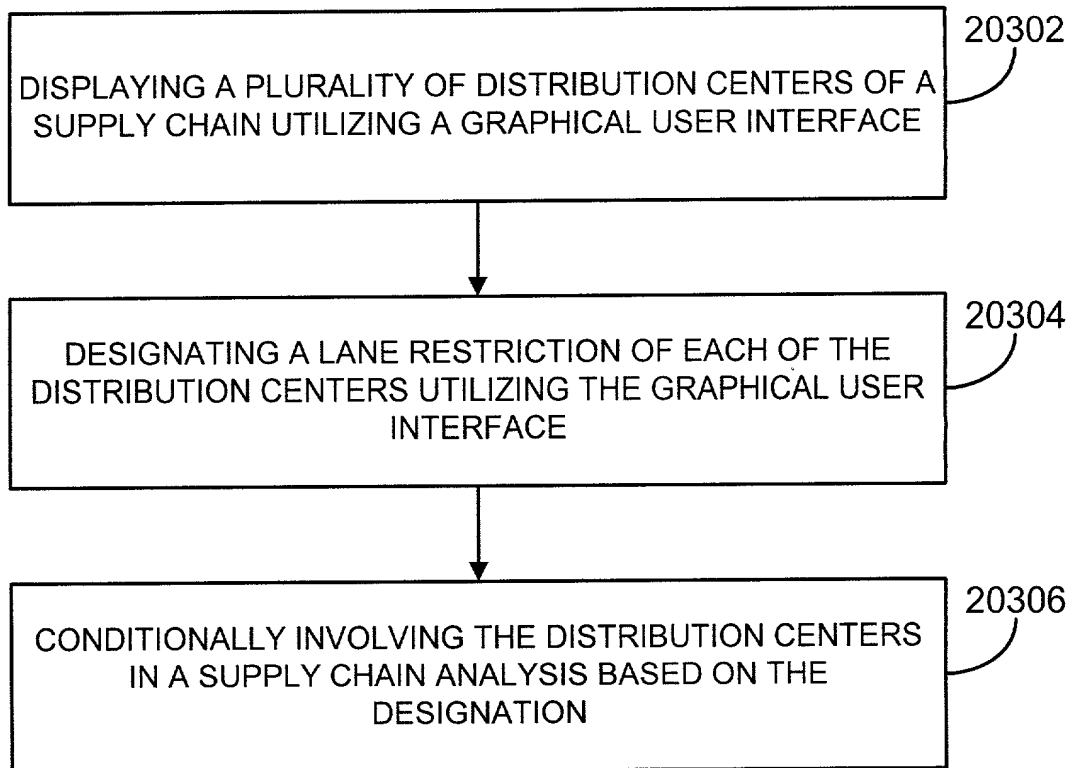 20302
DISPLAYING A PLURALITY OF DISTRIBUTION CENTERS OF A
SUPPLY CHAIN UTILIZING A GRAPHICAL USER INTERFACE
20304
DESIGNATING A LANE RESTRICTION OF EACH OF THE
DISTRIBUTION CENTERS UTILIZING THE GRAPHICAL USER
INTERFACE
20306
CONDITIONALLY INVOLVING THE DISTRIBUTION CENTERS
IN A SUPPLY CHAIN ANALYSIS BASED ON THE
DESIGNATION